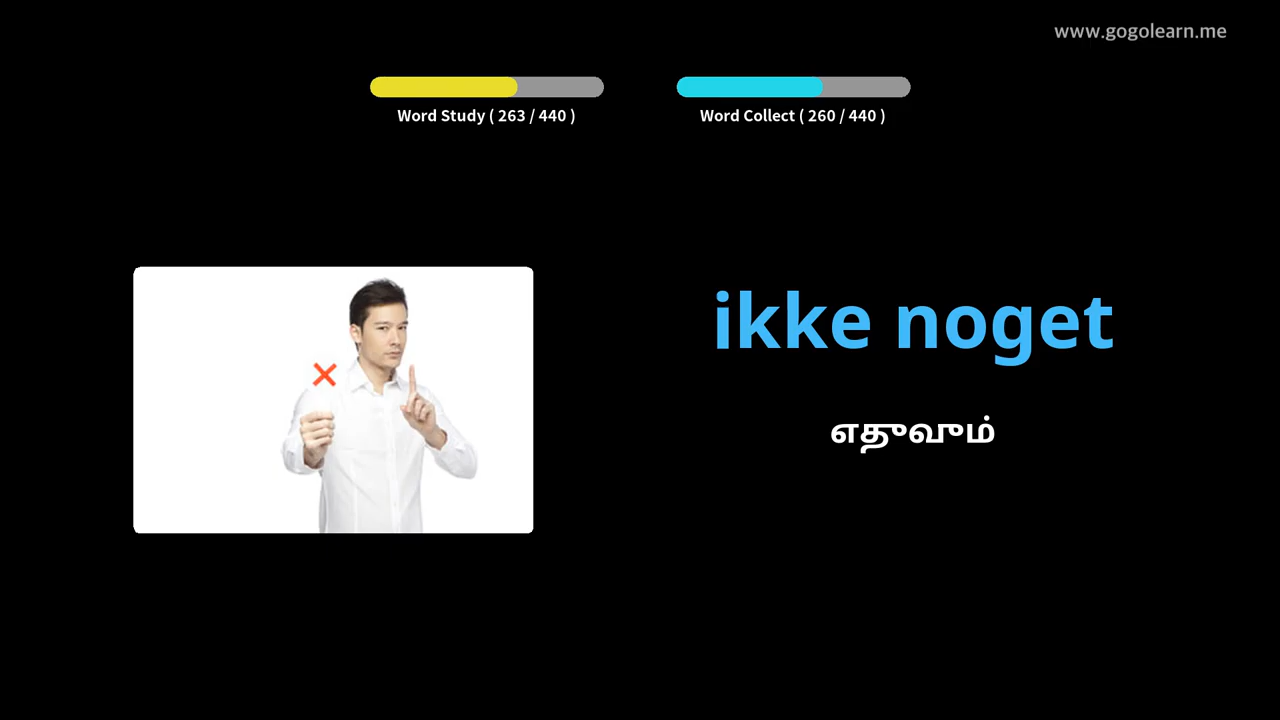 www.gogolearn.me
Word Study ( 263 / 440 )
Word Collect ( 260 / 440 )
ikke noget
எதுவும்